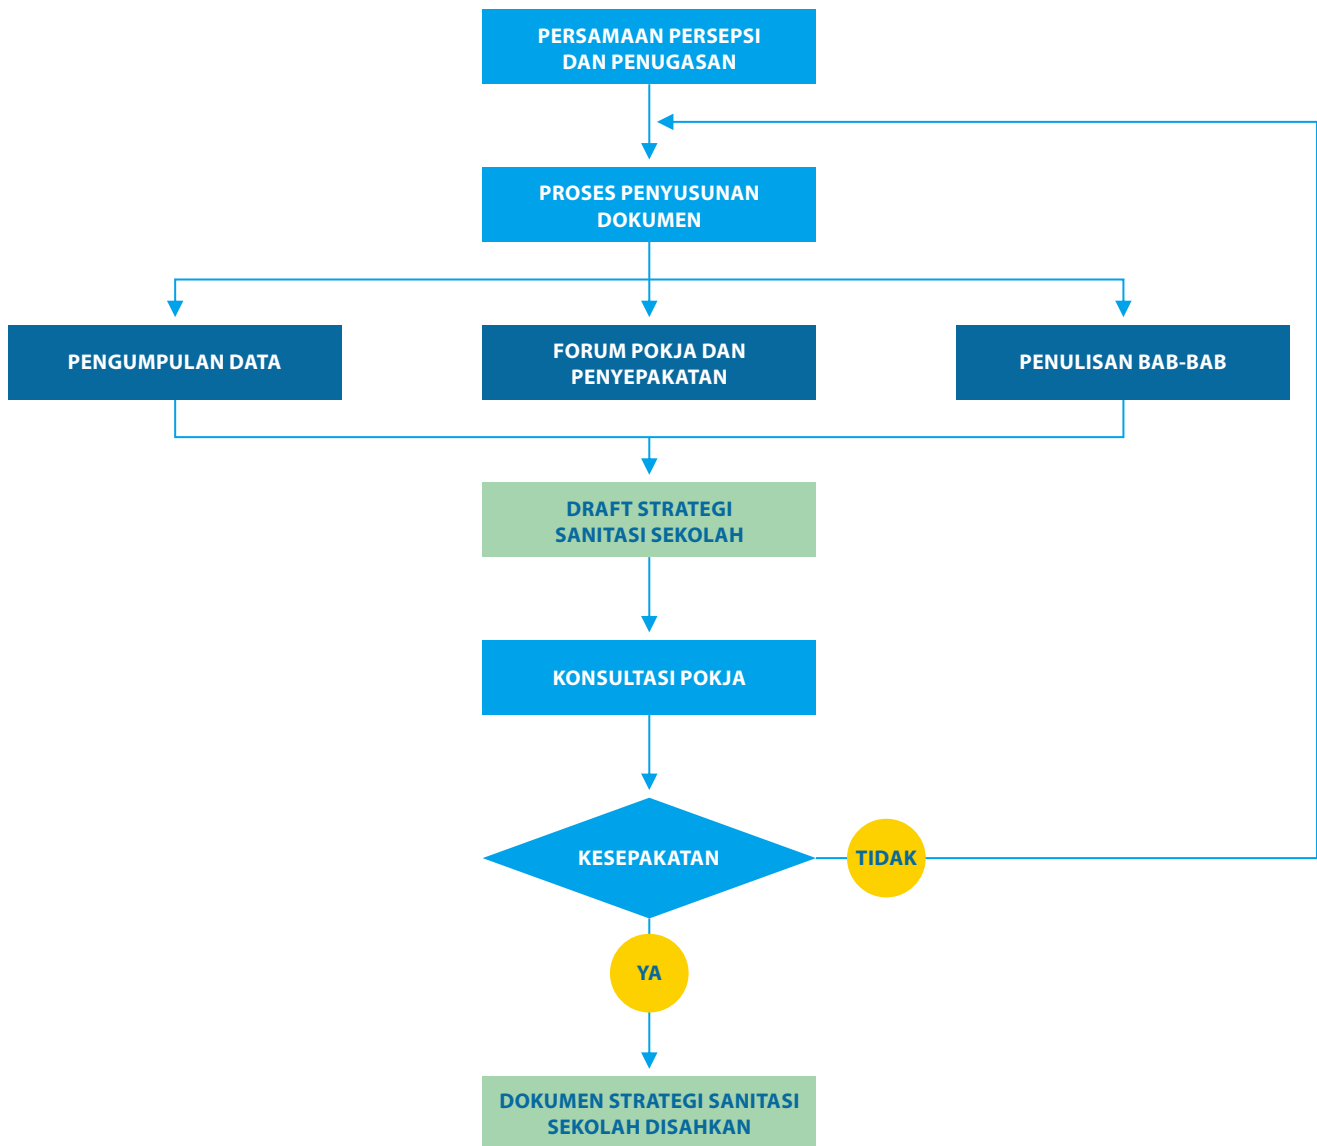 PERSAMAAN PERSEPSI
DAN PENUGASAN
PROSES PENYUSUNAN
DOKUMEN
PENGUMPULAN DATA
FORUM POKJA DAN
PENYEPAKATAN
PENULISAN BAB-BAB
DRAFT STRATEGI
SANITASI SEKOLAH
KONSULTASI POKJA
KESEPAKATAN
TIDAK
YA
DOKUMEN STRATEGI SANITASI
SEKOLAH DISAHKAN